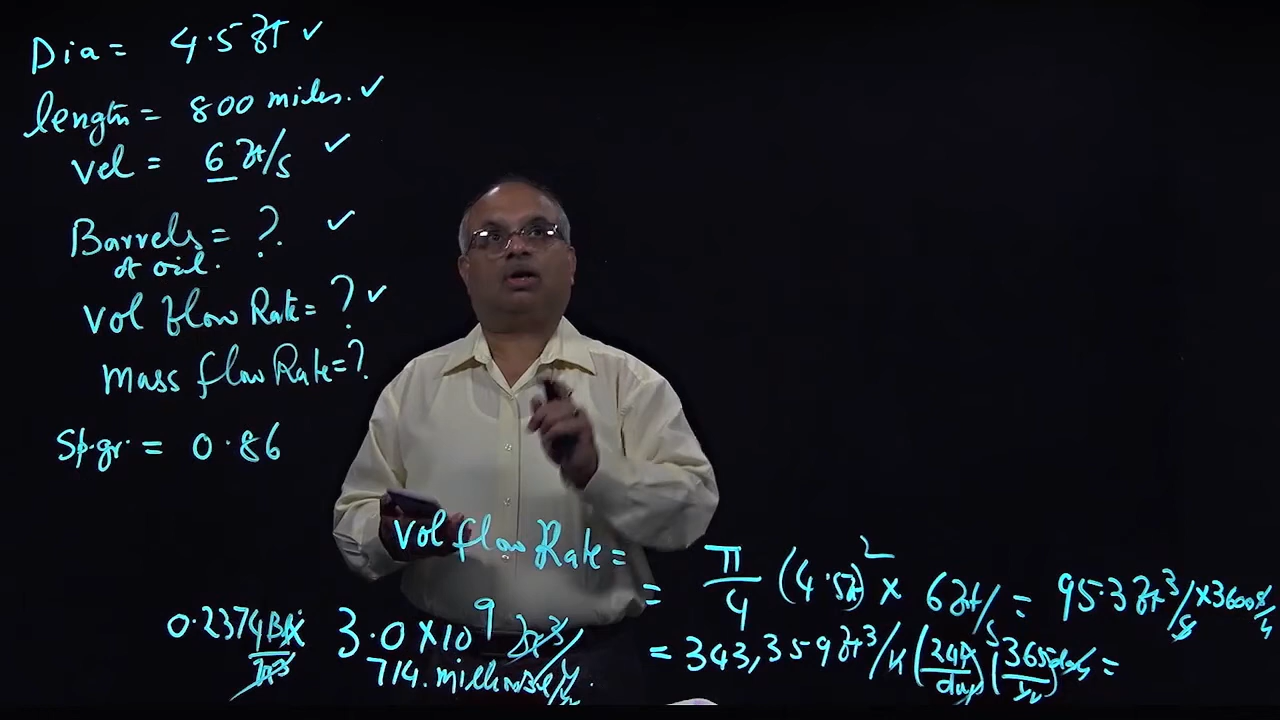 Dia = 4.5 ft ✓
length = 800 miles. ✓
vel = 6 ft/s ✓
Barrels = ? ✓
of oil.
Vol flow Rate = ? ✓
Mass flow Rate = ?
Sp.gr. = 0.86
Vol flow Rate =
= π/4 (4.5ft)² × 6 ft/s = 95.3 ft³/s × 3600 s/h
= 343,359 ft³/h (24h/day) (365 days/yr) =
3.0 × 10⁹ ft³/
714. million